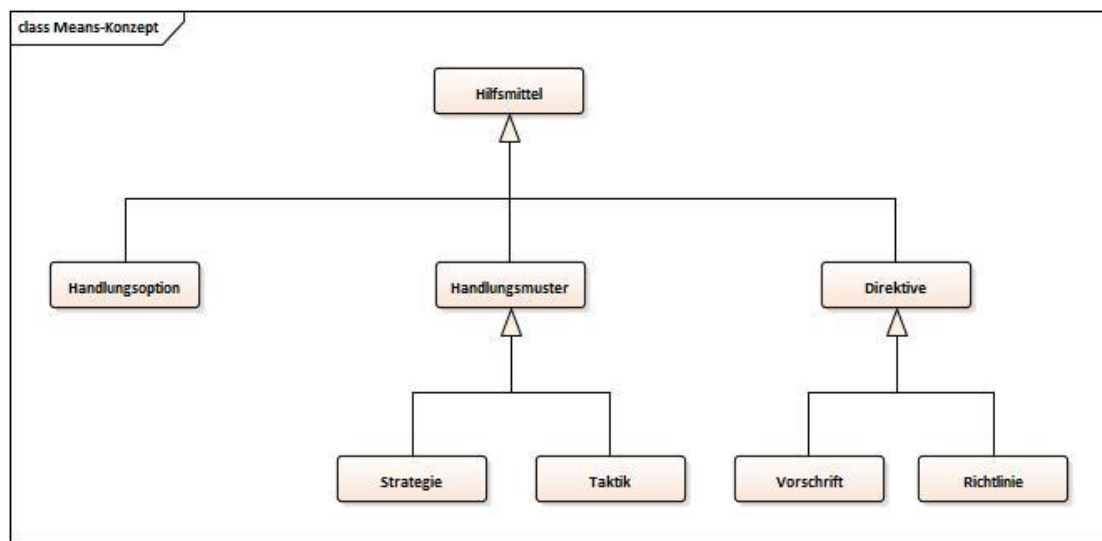 class Means-Konzept
Hilfsmittel
Handlungsoption
Handlungsmuster
Direktive
Strategie
Taktik
Vorschrift
Richtlinie